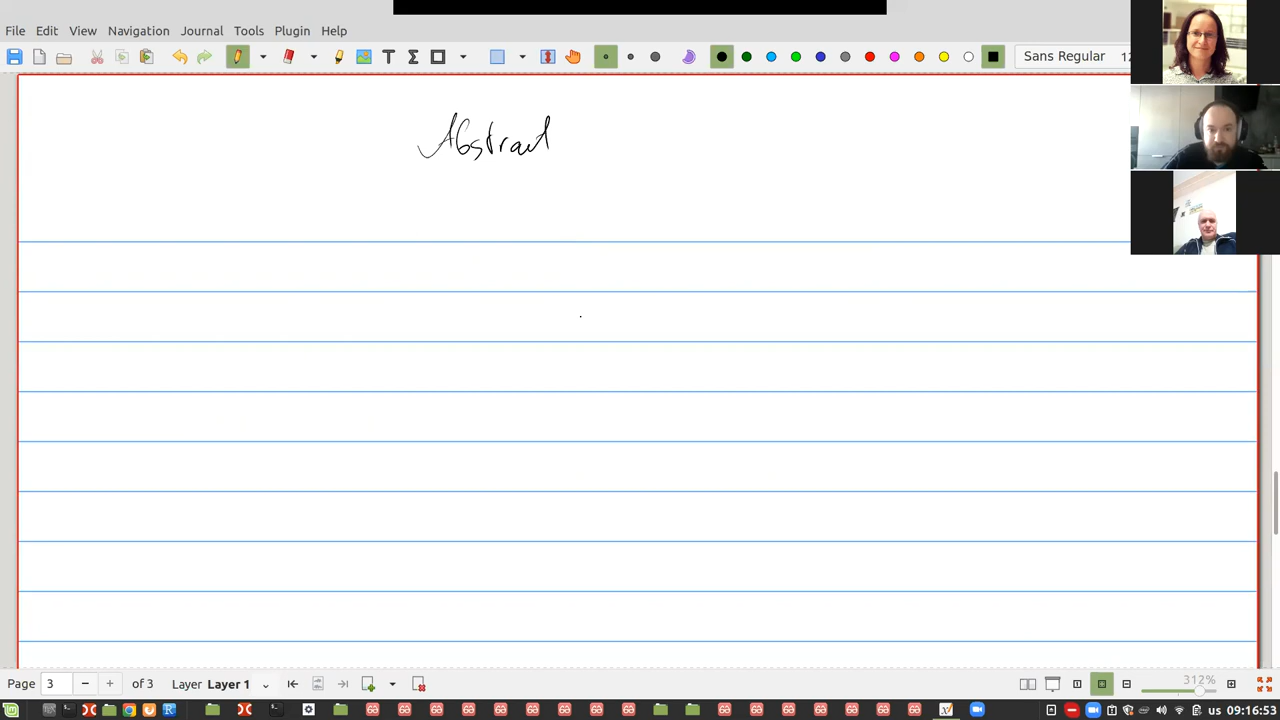 File Edit View Navigation Journal Tools Plugin Help
Sans Regular 12
Abstract
Page 3 of 3 Layer Layer 1 312%
us 09:16:53